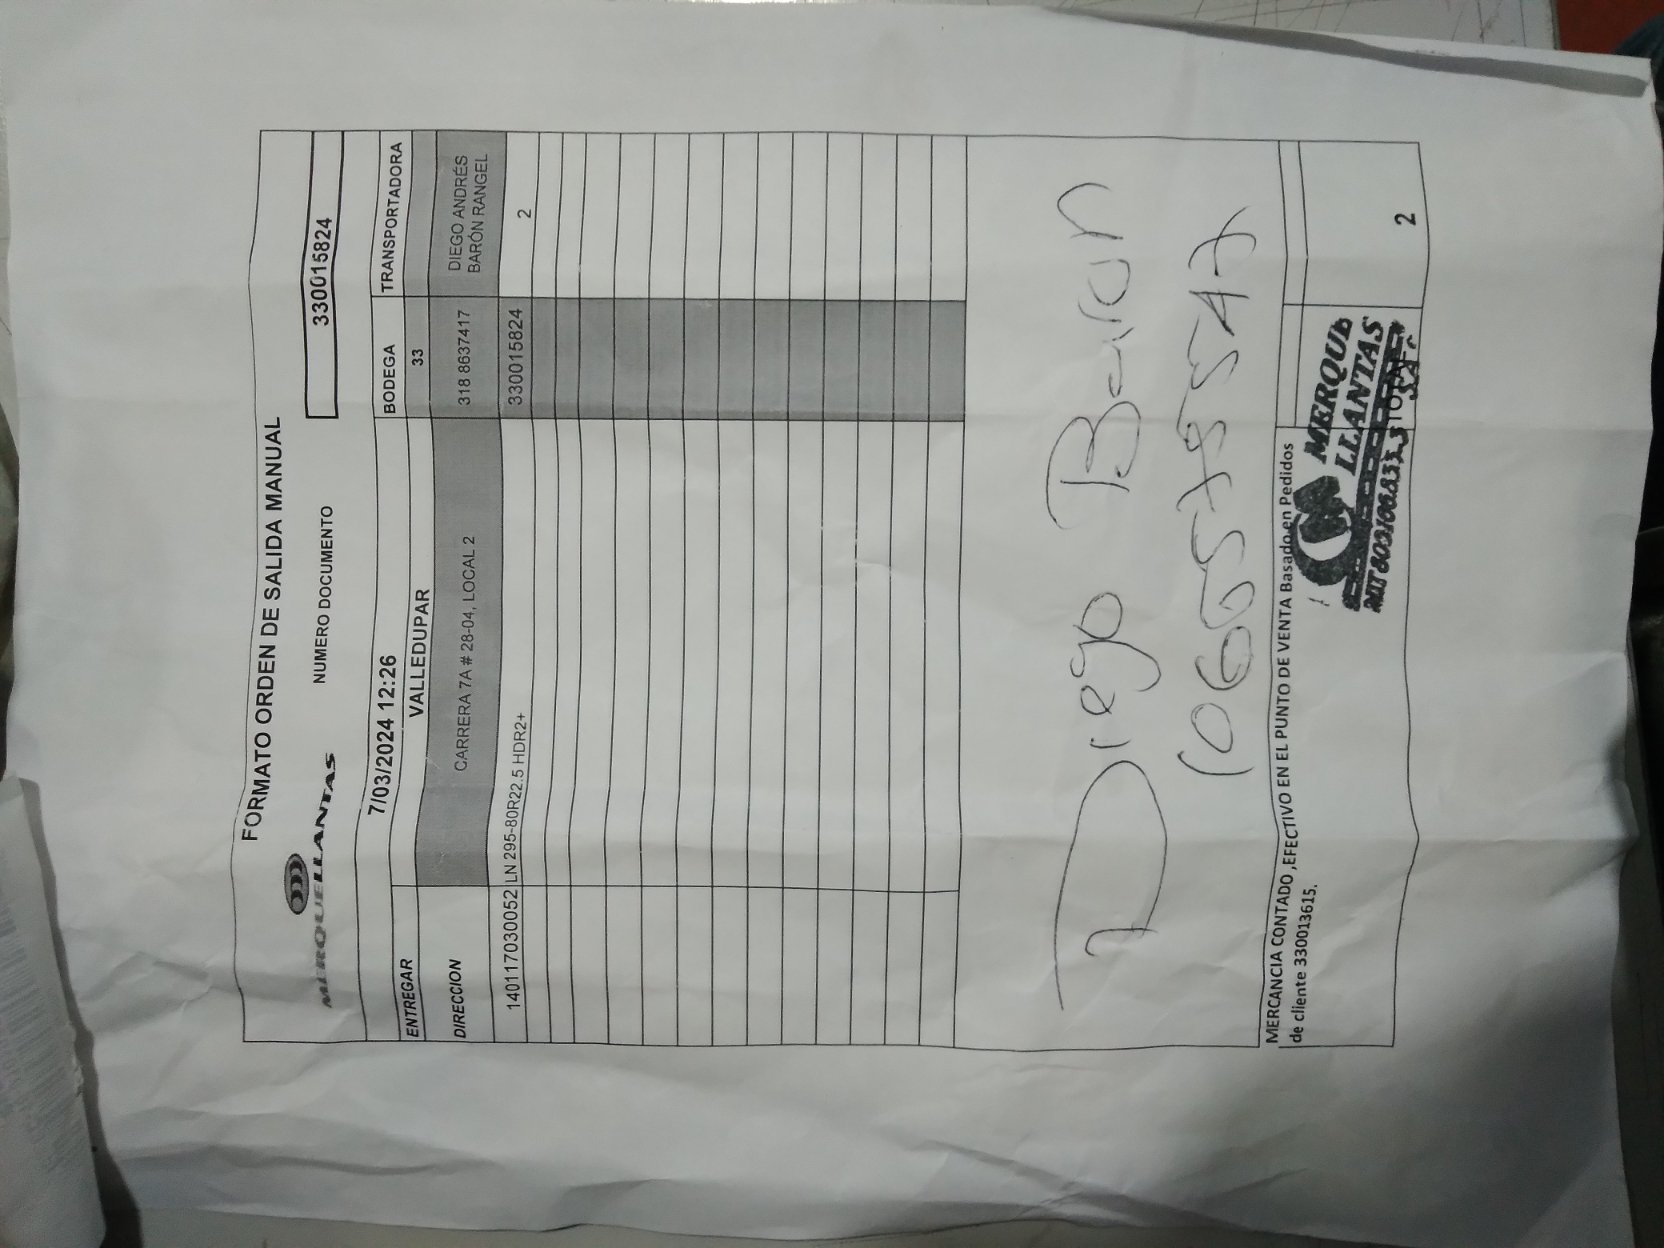 FORMATO ORDEN DE SALIDA MANUAL
MERQUELLANTAS NUMERO DOCUMENTO 330015824
7/03/2024 12:26 BODEGA TRANSPORTADORA
ENTREGAR VALLEDUPAR 33
DIRECCION CARRERA 7A # 28-04, LOCAL 2 318 8637417 DIEGO ANDRÉS
BARÓN RANGEL
140117030052 LN 295-80R22.5 HDR2+ 330015824 2
Diego Baron
MERCANCIA CONTADO ,EFECTIVO EN EL PUNTO DE VENTA Basado en Pedidos
de cliente 330013615.
MERQUE
LLANTAS
NIT
TOTAL 2